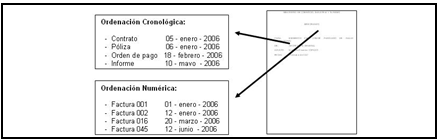 Ordenación Cronológica:
- Contrato 05 - enero - 2006
- Póliza 06 - enero - 2006
- Orden de pago 18 - febrero - 2006
- Informe 10 - mayo - 2006
Ordenación Numérica:
- Factura 001 01 - enero - 2006
- Factura 002 12 - enero - 2006
- Factura 016 20 - marzo - 2006
- Factura 045 12 - junio - 2006